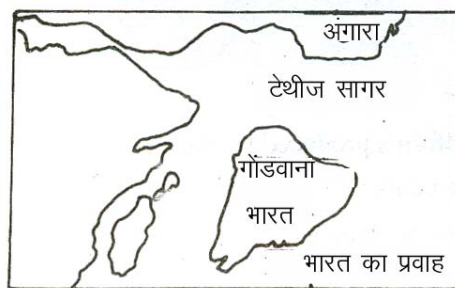 अंगारा
टेथीज सागर
गोंडवाना
भारत
भारत का प्रवाह